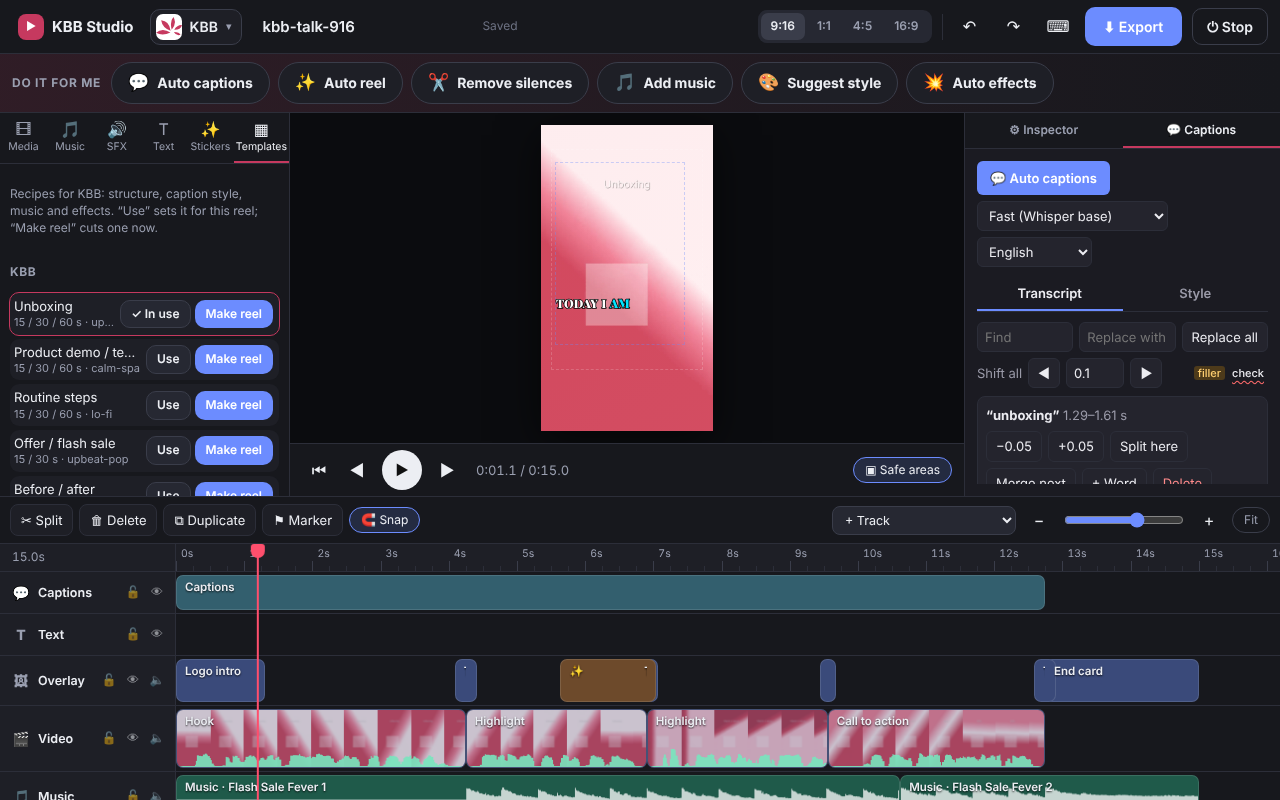 KBB Studio
KBB
kbb-talk-916
Saved
9:16 1:1 4:5 16:9
Export
Stop
DO IT FOR ME
Auto captions
Auto reel
Remove silences
Add music
Suggest style
Auto effects
Media
Music
SFX
Text
Stickers
Templates
Recipes for KBB: structure, caption style,
music and effects. “Use” sets it for this reel;
“Make reel” cuts one now.
KBB
Unboxing
15 / 30 / 60 s · up...
✓ In use
Make reel
Product demo / te...
15 / 30 / 60 s · calm-spa
Use
Make reel
Routine steps
15 / 30 / 60 s · lo-fi
Use
Make reel
Offer / flash sale
15 / 30 s · upbeat-pop
Use
Make reel
Before / after
Use
Make reel
Unboxing
TODAY I AM
0:01.1 / 0:15.0
Safe areas
Inspector
Captions
Auto captions
Fast (Whisper base)
English
Transcript
Style
Find
Replace with
Replace all
Shift all
0.1
filler
check
“unboxing” 1.29–1.61 s
−0.05
+0.05
Split here
Merge next
+ Word
Delete
Split
Delete
Duplicate
Marker
Snap
+ Track
−
+
Fit
15.0s
0s 2s 3s 4s 5s 6s 7s 8s 9s 10s 11s 12s 13s 14s 15s
Captions
Captions
T Text
Overlay
Logo intro
End card
Video
Hook
Highlight
Highlight
Call to action
Music
Music · Flash Sale Fever 1
Music · Flash Sale Fever 2